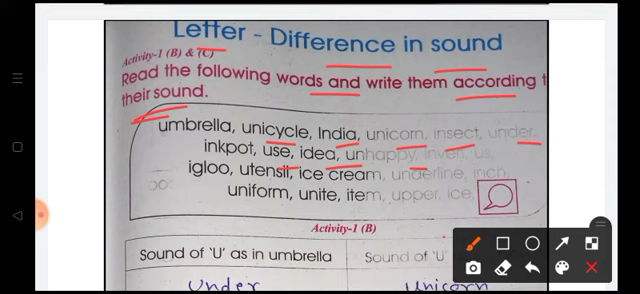 Letter - Difference in sound
Activity-1 (B) & (C)
Read the following words and write them according
their sound.
umbrella, unicycle, India, unicorn, insect, under,
inkpot, use, idea, unhappy, invent, us,
igloo, utensil, ice cream, underline, inch,
uniform, unite, item, upper, ice,
Activity-1 (B)
Sound of 'U' as in umbrella
Sound of 'U'
Under
Unicorn